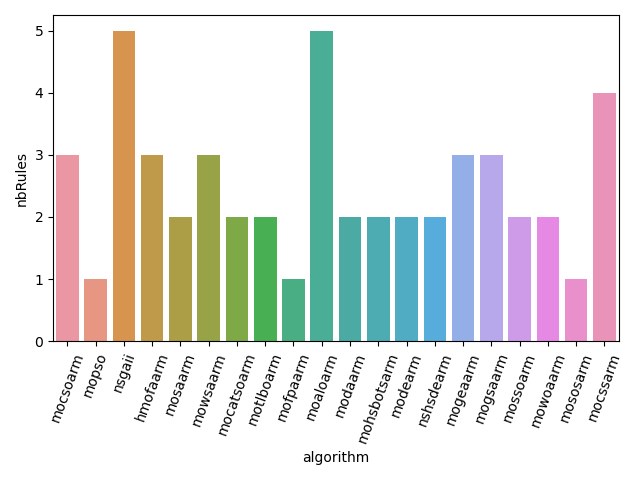 5
4
3
2
1
0
nbRules
mocsoarm
mopso
nsgaii
hmofaarm
mosaarm
mowsaarm
mocatsoarm
motlboarm
mofpaarm
moaloarm
modaarm
mohsbotsarm
modearm
nshsdearm
mogeaarm
mogsaarm
mossoarm
mowoaarm
mososarm
mocssarm
algorithm